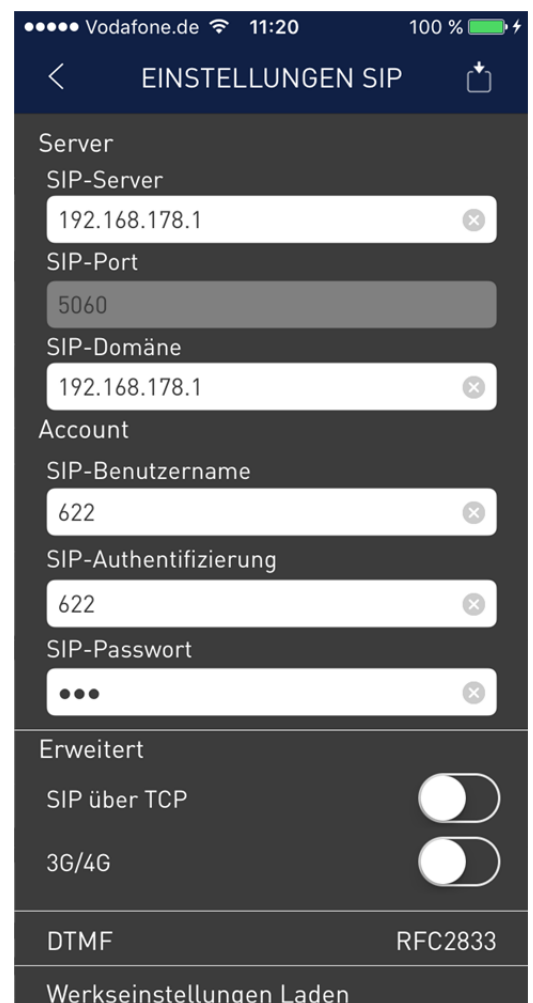 Vodafone.de 11:20 100 %
EINSTELLUNGEN SIP
Server
SIP-Server
192.168.178.1
SIP-Port
5060
SIP-Domäne
192.168.178.1
Account
SIP-Benutzername
622
SIP-Authentifizierung
622
SIP-Passwort
•••
Erweitert
SIP über TCP
3G/4G
DTMF RFC2833
Werkseinstellungen Laden